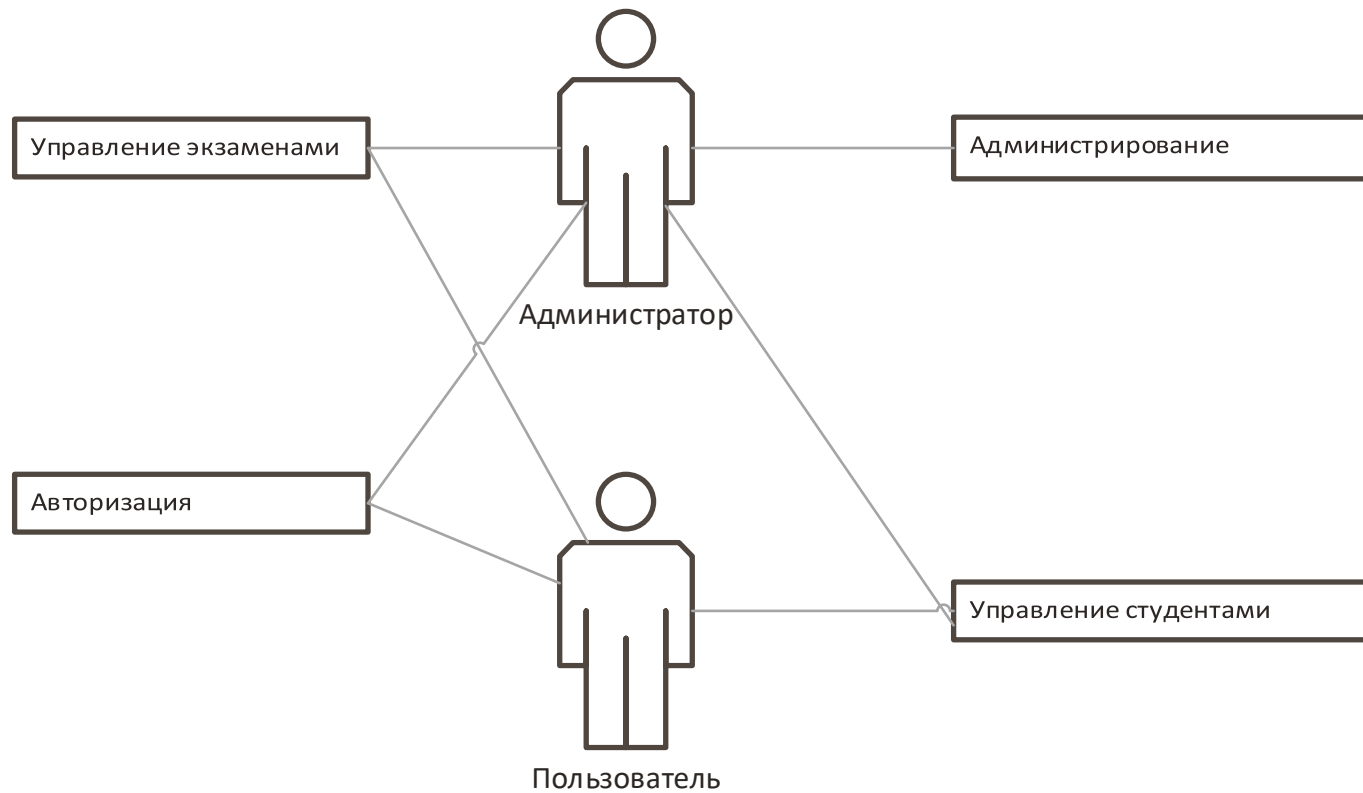 Управление экзаменами
Администрирование
Администратор
Авторизация
Управление студентами
Пользователь